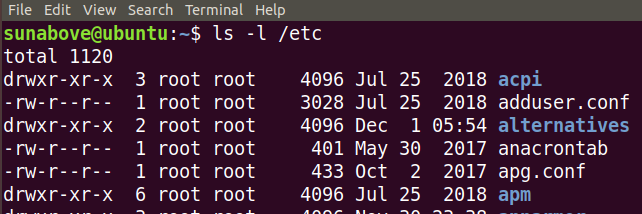 File Edit View Search Terminal Help
sunabove@ubuntu:~$ ls -l /etc
total 1120
drwxr-xr-x 3 root root 4096 Jul 25 2018 acpi
-rw-r--r-- 1 root root 3028 Jul 25 2018 adduser.conf
drwxr-xr-x 2 root root 4096 Dec 1 05:54 alternatives
-rw-r--r-- 1 root root 401 May 30 2017 anacrontab
-rw-r--r-- 1 root root 433 Oct 2 2017 apg.conf
drwxr-xr-x 6 root root 4096 Jul 25 2018 apm